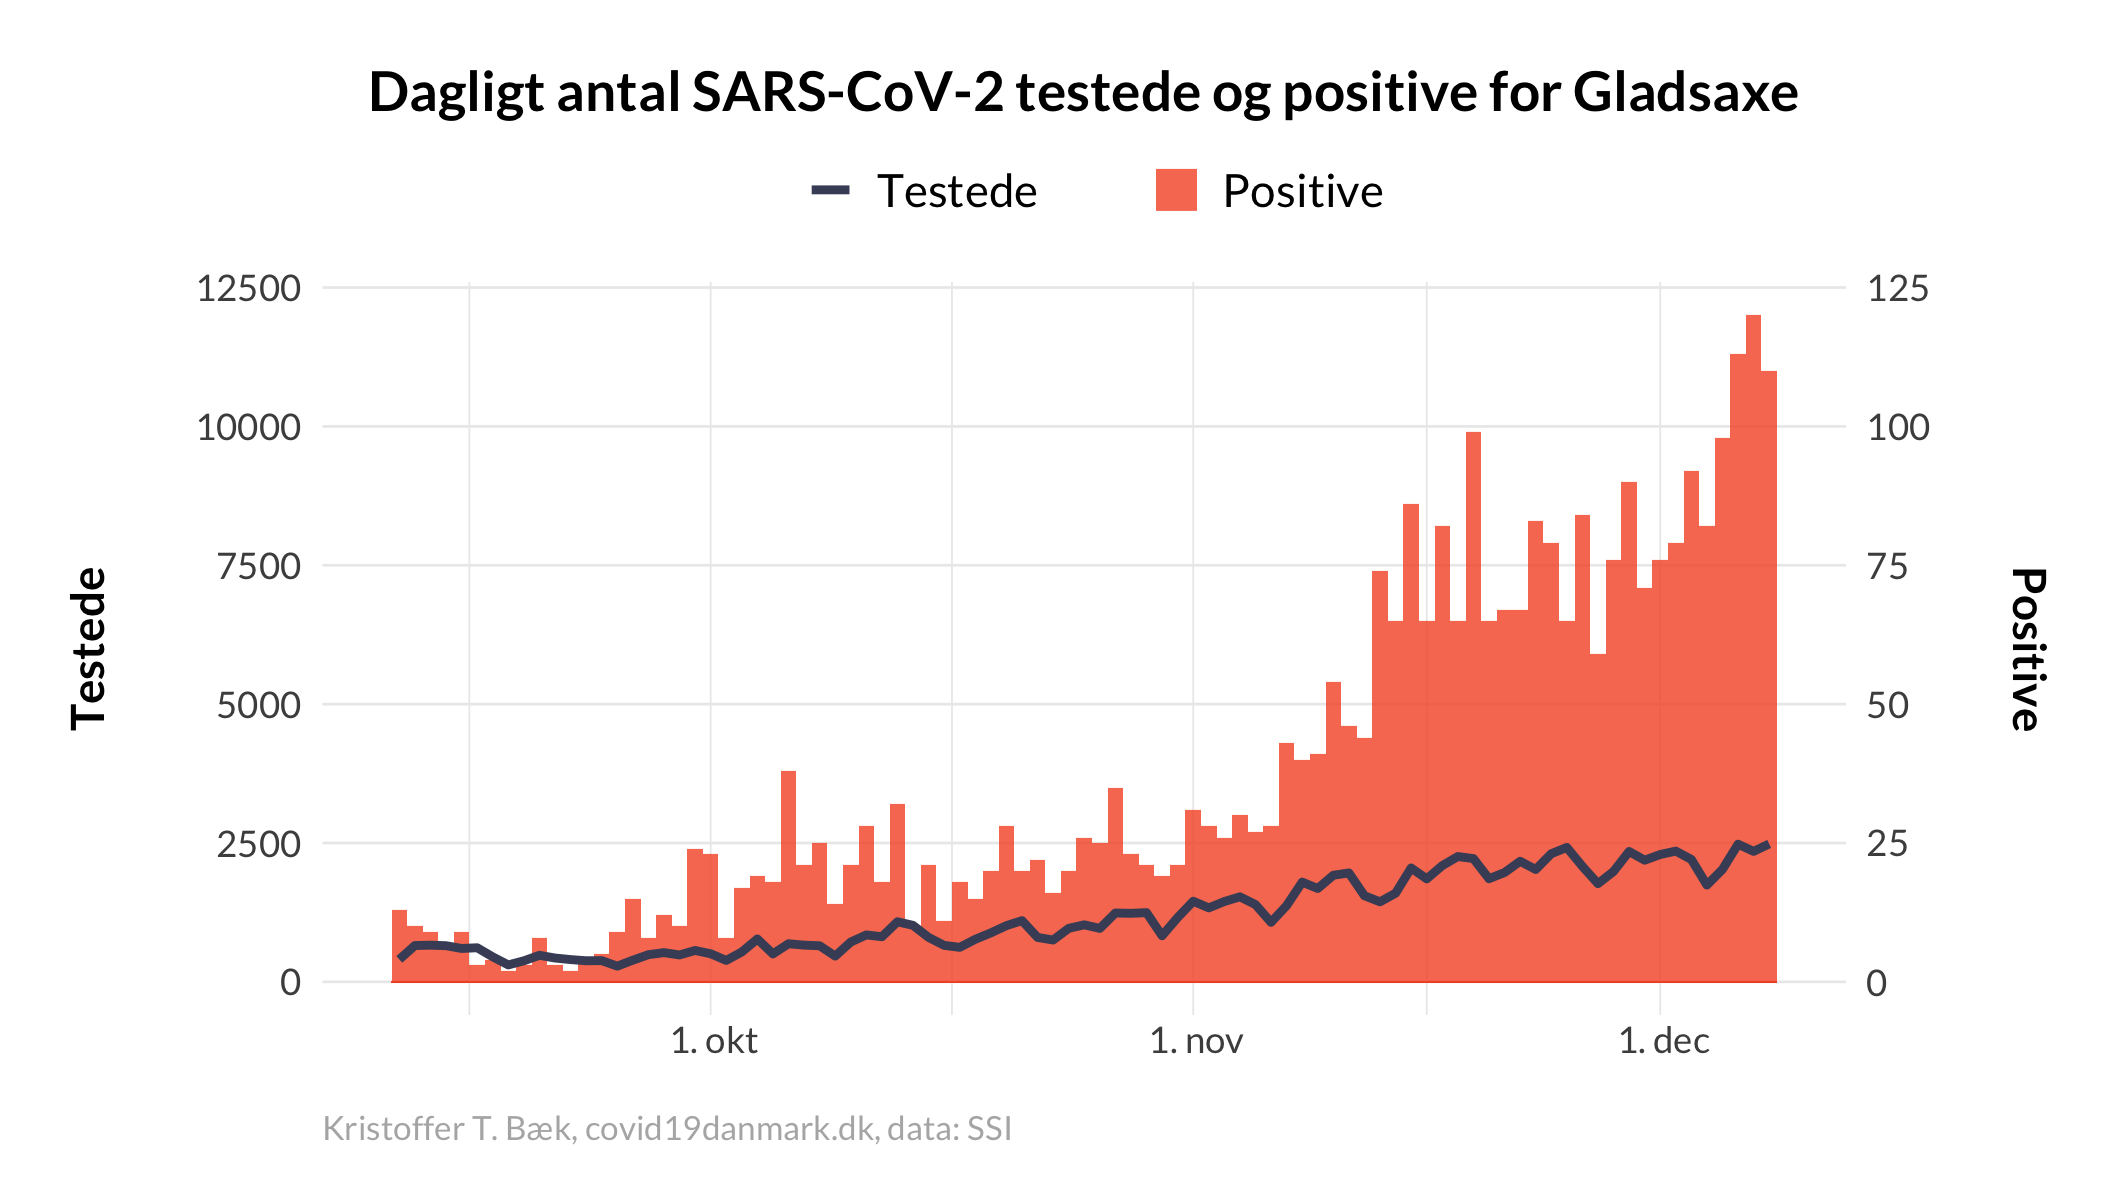 Dagligt antal SARS-CoV-2 testede og positive for Gladsaxe
Testede
Positive
12500
10000
7500
5000
2500
0
125
100
75
50
25
0
Testede
Positive
1. okt
1. nov
1. dec
Kristoffer T. Bæk, covid19danmark.dk, data: SSI